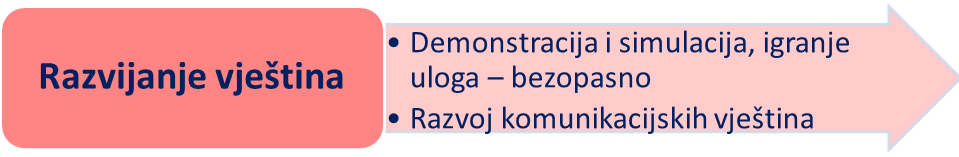 Razvijanje vještina
• Demonstracija i simulacija, igranje
uloga – bezopasno
• Razvoj komunikacijskih vještina